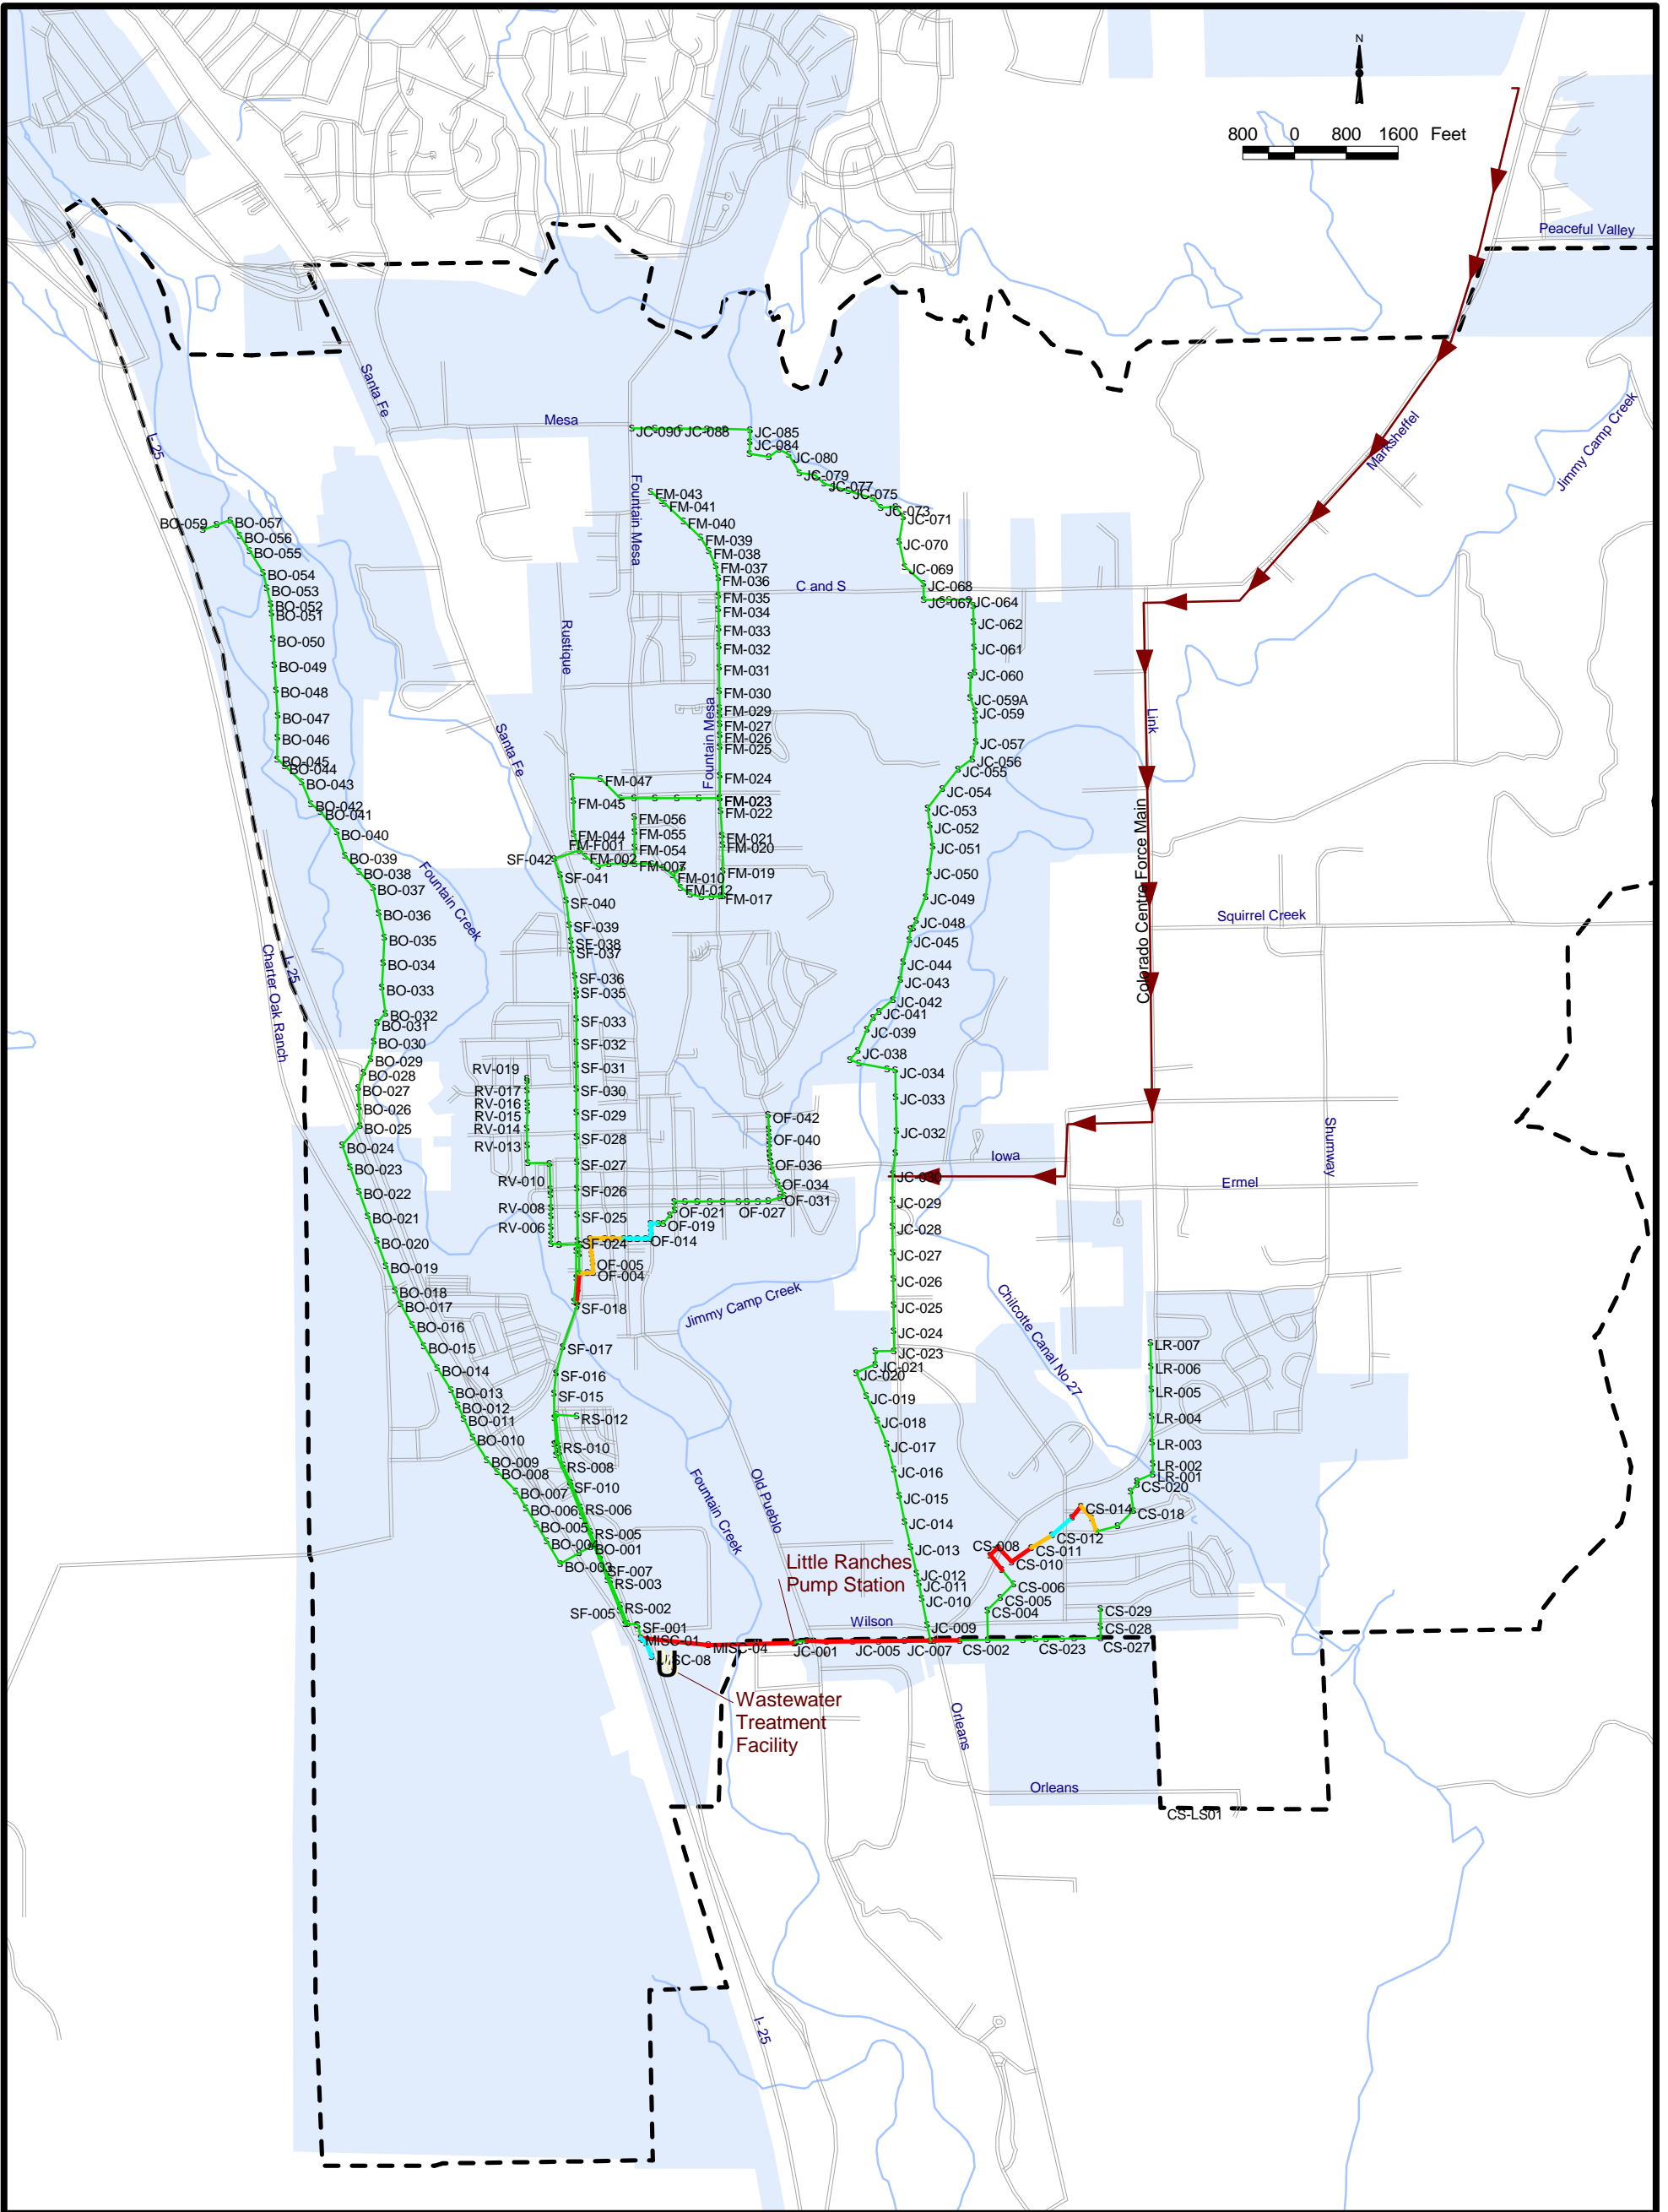 N
800 0 800 1600 Feet
Peaceful Valley
Santa Fe
Mesa
I-25
Marksheffel
Jimmy Camp Creek
JC-090
JC-088
JC-085
JC-084
JC-080
JC-079
JC-077
JC-075
JC-073
JC-071
JC-070
JC-069
JC-068
JC-067
JC-064
JC-062
JC-061
JC-060
JC-059A
JC-059
JC-057
JC-056
JC-055
JC-054
JC-053
JC-052
JC-051
JC-050
JC-049
JC-048
JC-045
JC-044
JC-043
JC-042
JC-041
JC-039
JC-038
JC-034
JC-033
JC-032
JC-030
JC-029
JC-028
JC-027
JC-026
JC-025
JC-024
JC-023
JC-021
JC-020
JC-019
JC-018
JC-017
JC-016
JC-015
JC-014
JC-013
JC-012
JC-011
JC-010
JC-009
JC-007
JC-005
JC-001
Fountain Mesa
C and S
FM-043
FM-041
FM-040
FM-039
FM-038
FM-037
FM-036
FM-035
FM-034
FM-033
FM-032
FM-031
FM-030
FM-029
FM-027
FM-026
FM-025
FM-024
FM-023
FM-022
FM-021
FM-020
FM-019
FM-017
FM-012
FM-010
FM-007
FM-002
FM-F001
FM-044
FM-045
FM-047
FM-056
FM-055
FM-054
Fountain Mesa
Rustique
Santa Fe
Link
Colorado Centre Force Main
Squirrel Creek
Shumway
Iowa
Ermel
BO-059
BO-057
BO-056
BO-055
BO-054
BO-053
BO-052
BO-051
BO-050
BO-049
BO-048
BO-047
BO-046
BO-045
BO-044
BO-043
BO-042
BO-041
BO-040
BO-039
BO-038
BO-037
BO-036
BO-035
BO-034
BO-033
BO-032
BO-031
BO-030
BO-029
BO-028
BO-027
BO-026
BO-025
BO-024
BO-023
BO-022
BO-021
BO-020
BO-019
BO-018
BO-017
BO-016
BO-015
BO-014
BO-013
BO-012
BO-011
BO-010
BO-009
BO-008
BO-007
BO-006
BO-005
BO-004
BO-003
BO-001
Fountain Creek
I-25
Charter Oak Ranch
SF-042
SF-041
SF-040
SF-039
SF-038
SF-037
SF-036
SF-035
SF-033
SF-032
SF-031
SF-030
SF-029
SF-028
SF-027
SF-026
SF-025
SF-024
SF-018
SF-017
SF-016
SF-015
SF-010
SF-007
SF-005
SF-001
RV-019
RV-017
RV-016
RV-015
RV-014
RV-013
RV-010
RV-008
RV-006
OF-042
OF-040
OF-036
OF-034
OF-031
OF-027
OF-021
OF-019
OF-014
OF-005
OF-004
RS-012
RS-010
RS-008
RS-006
RS-005
RS-003
RS-002
Jimmy Camp Creek
Chilcotte Canal No 27
Fountain Creek
Old Pueblo
LR-007
LR-006
LR-005
LR-004
LR-003
LR-002
LR-001
CS-020
CS-018
CS-014
CS-012
CS-011
CS-010
CS-008
CS-006
CS-005
CS-004
CS-002
CS-023
CS-027
CS-028
CS-029
Little Ranches
Pump Station
Wilson
MISC-01
MISC-04
MISC-08
U
Wastewater
Treatment
Facility
Orleans
Orleans
CS-LS01
I-25